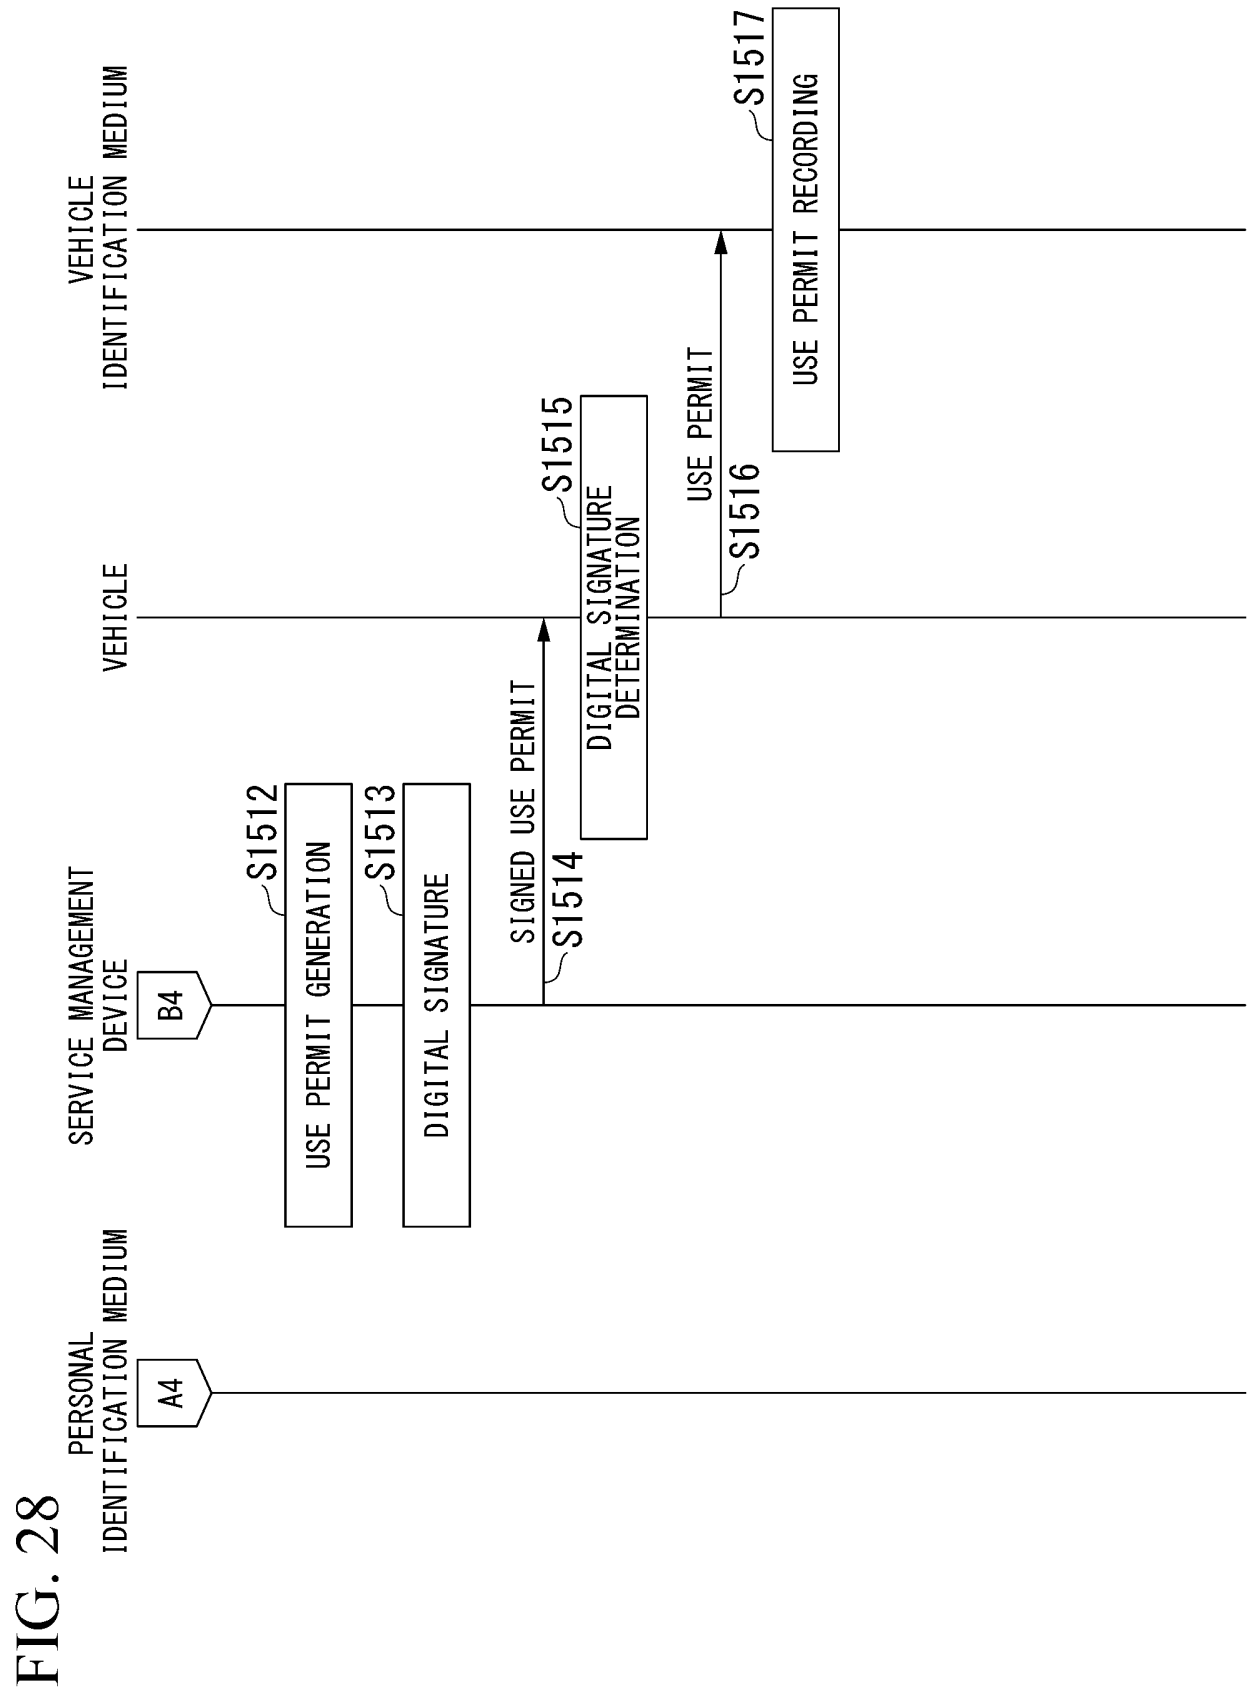 FIG. 28
PERSONAL
IDENTIFICATION MEDIUM
SERVICE MANAGEMENT
DEVICE
VEHICLE
VEHICLE
IDENTIFICATION MEDIUM
A4
B4
S1512
USE PERMIT GENERATION
S1513
DIGITAL SIGNATURE
SIGNED USE PERMIT
S1514
S1515
DIGITAL SIGNATURE
DETERMINATION
USE PERMIT
S1516
S1517
USE PERMIT RECORDING